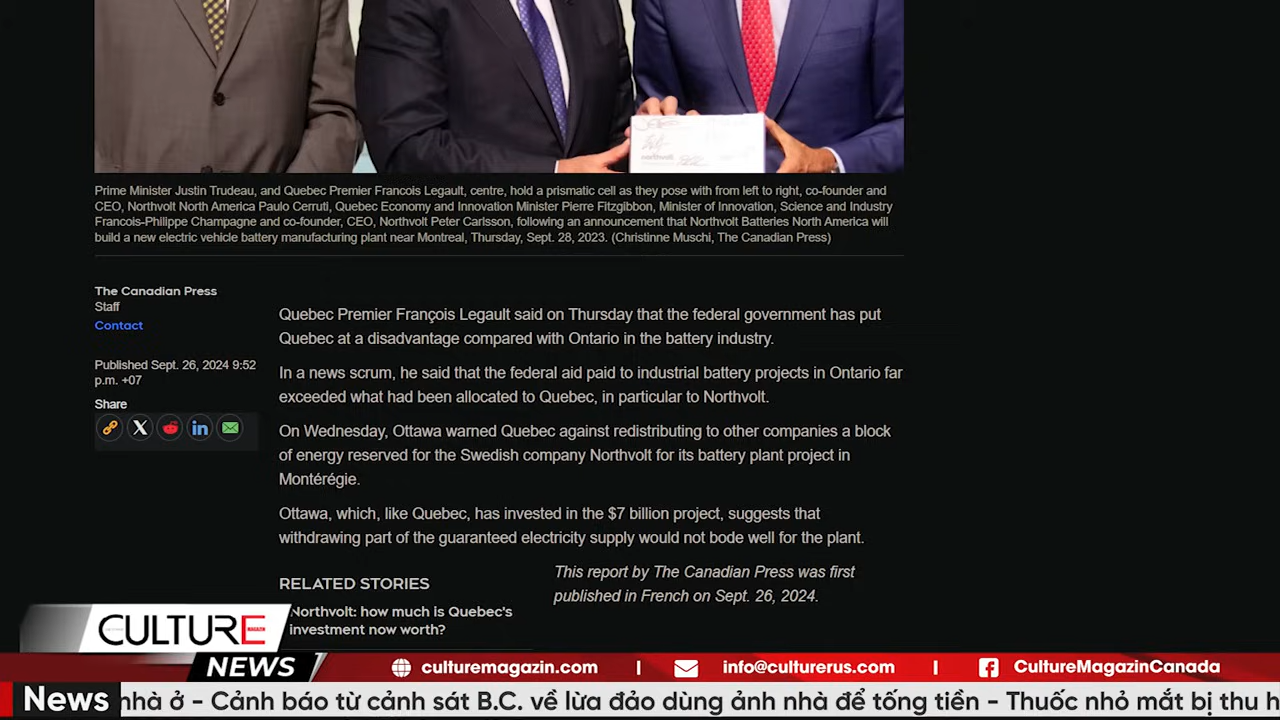 northvolt
Prime Minister Justin Trudeau, and Quebec Premier Francois Legault, centre, hold a prismatic cell as they pose with from left to right, co-founder and
CEO, Northvolt North America Paulo Cerruti, Quebec Economy and Innovation Minister Pierre Fitzgibbon, Minister of Innovation, Science and Industry
Francois-Philippe Champagne and co-founder, CEO, Northvolt Peter Carlsson, following an announcement that Northvolt Batteries North America will
build a new electric vehicle battery manufacturing plant near Montreal, Thursday, Sept. 28, 2023. (Christinne Muschi, The Canadian Press)
The Canadian Press
Staff
Contact
Published Sept. 26, 2024 9:52
p.m. +07
Share
Quebec Premier François Legault said on Thursday that the federal government has put
Quebec at a disadvantage compared with Ontario in the battery industry.
In a news scrum, he said that the federal aid paid to industrial battery projects in Ontario far
exceeded what had been allocated to Quebec, in particular to Northvolt.
On Wednesday, Ottawa warned Quebec against redistributing to other companies a block
of energy reserved for the Swedish company Northvolt for its battery plant project in
Montérégie.
Ottawa, which, like Quebec, has invested in the $7 billion project, suggests that
withdrawing part of the guaranteed electricity supply would not bode well for the plant.
This report by The Canadian Press was first
published in French on Sept. 26, 2024.
RELATED STORIES
Northvolt: how much is Quebec's
investment now worth?
CULTURE
MAGAZIN
NEWS
culturemagazin.com | info@culturerus.com | CultureMagazinCanada
News nhà ở - Cảnh báo từ cảnh sát B.C. về lừa đảo dùng ảnh nhà để tống tiền - Thuốc nhỏ mắt bị thu h